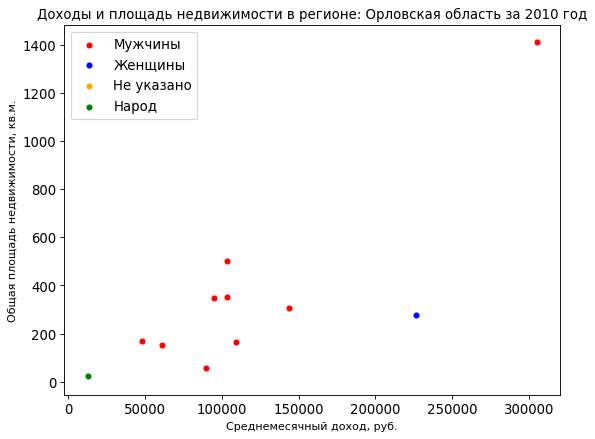 Доходы и площадь недвижимости в регионе: Орловская область за 2010 год
Мужчины
Женщины
Не указано
Народ
Общая площадь недвижимости, кв.м.
1400
1200
1000
800
600
400
200
0
0 50000 100000 150000 200000 250000 300000
Среднемесячный доход, руб.